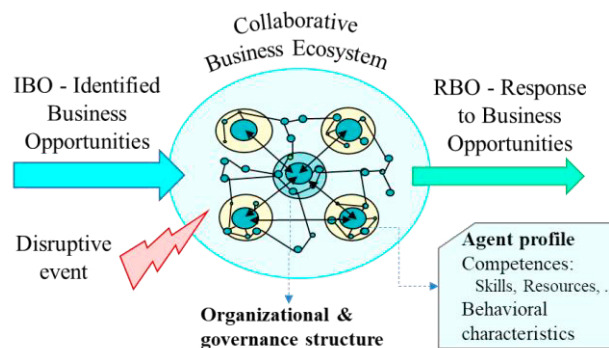 Collaborative
Business Ecosystem
IBO - Identified
Business
Opportunities
RBO - Response
to Business
Opportunities
Disruptive
event
Organizational &
governance structure
Agent profile
Competences:
Skills, Resources, ..
Behavioral
characteristics